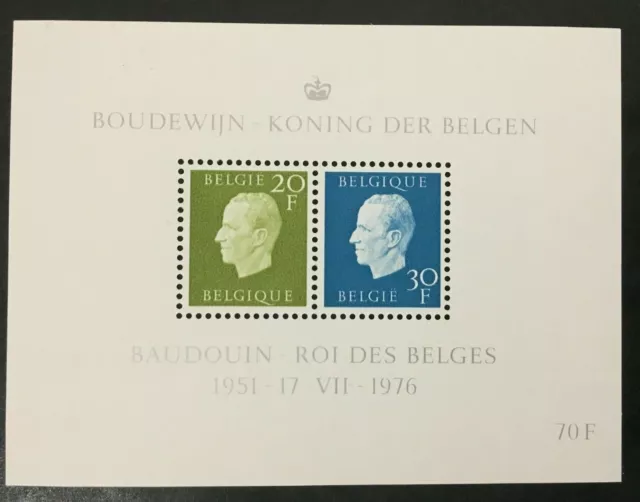 BOUDEWIJN - KONING DER BELGEN
BELGIE 20 F
BELGIQUE
BELGIQUE
30 F
BELGIË
BAUDOUIN - ROI DES BELGES
1951 - 17 VII - 1976
70 F